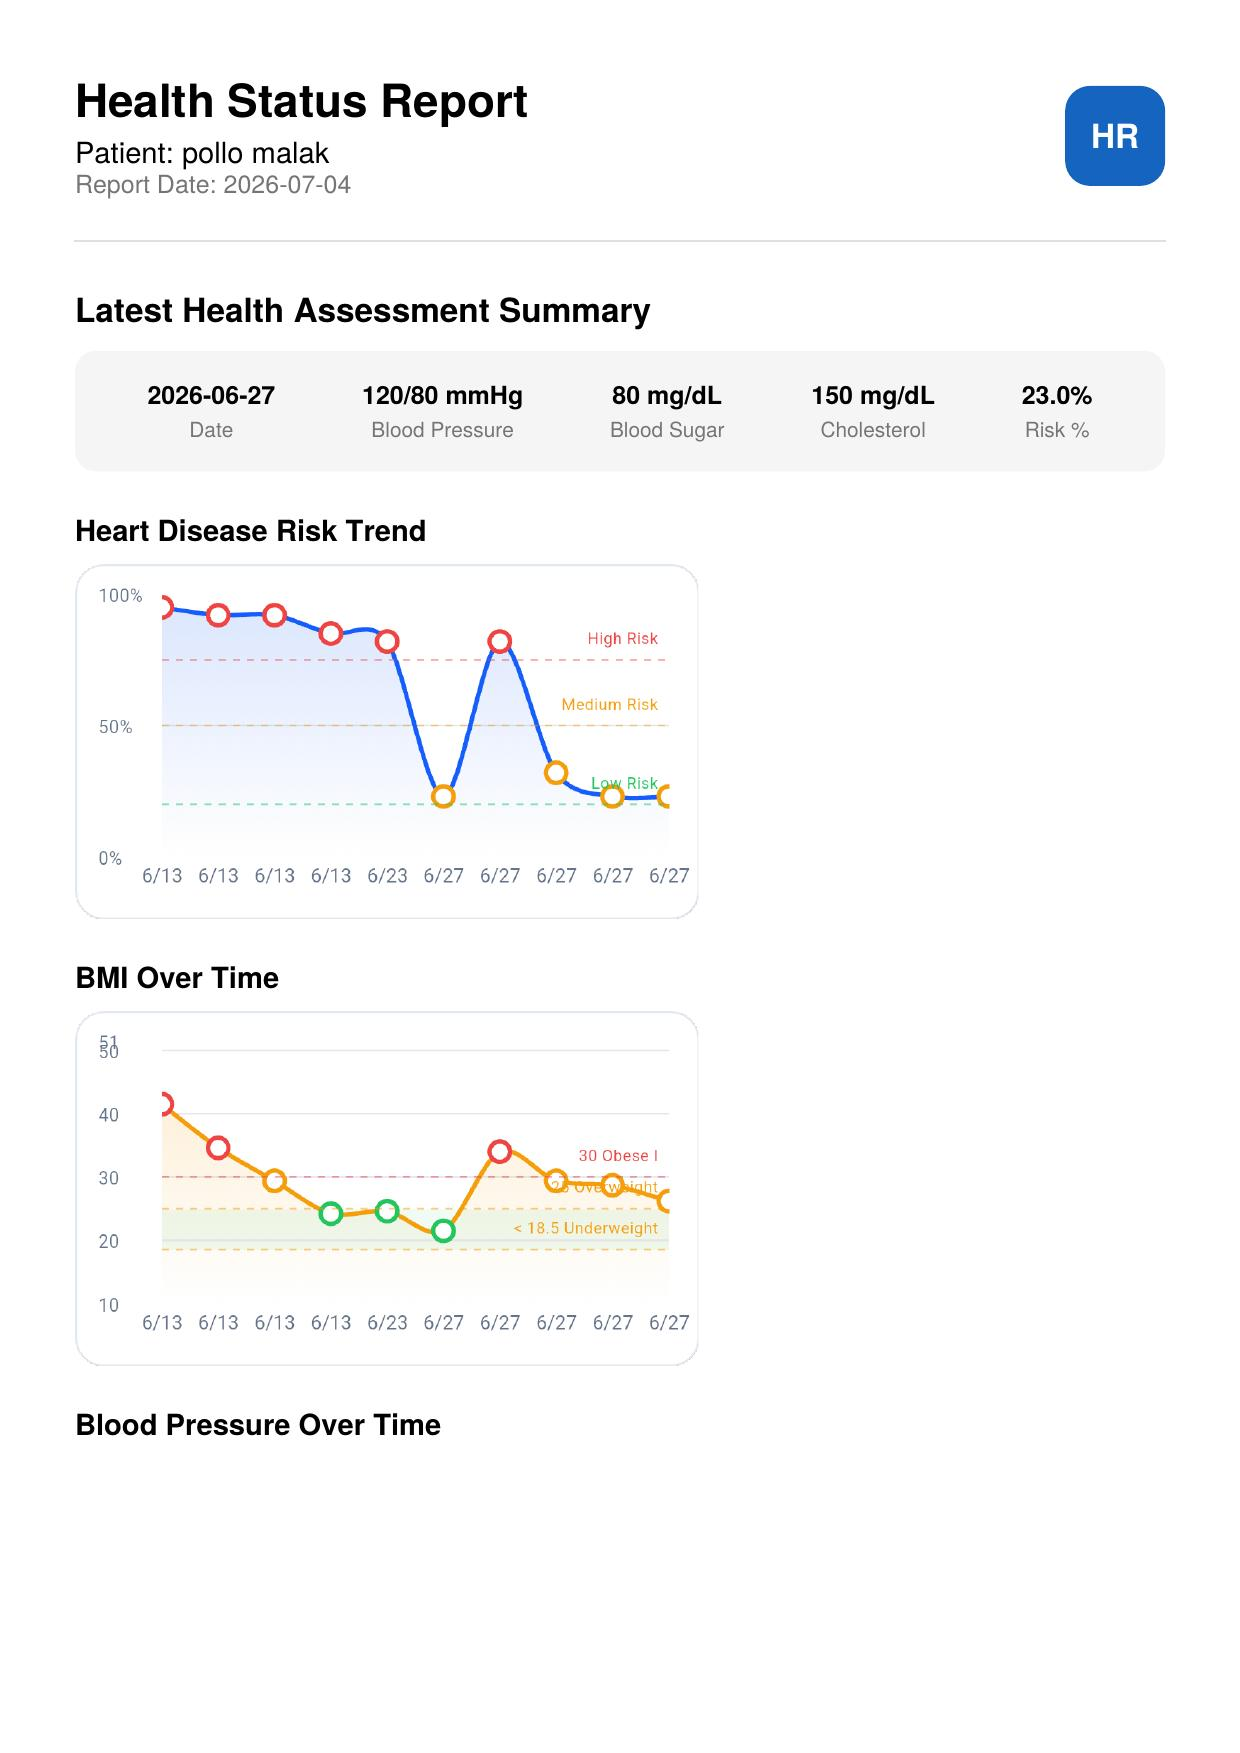 Health Status Report
HR
Patient: pollo malak
Report Date: 2026-07-04
Latest Health Assessment Summary
2026-06-27 120/80 mmHg 80 mg/dL 150 mg/dL 23.0%
Date Blood Pressure Blood Sugar Cholesterol Risk %
Heart Disease Risk Trend
100%
High Risk
Medium Risk
50%
Low Risk
0%
6/13 6/13 6/13 6/13 6/23 6/27 6/27 6/27 6/27 6/27
BMI Over Time
51
50
40
30 Obese I
30
25 Overweight
< 18.5 Underweight
20
10
6/13 6/13 6/13 6/13 6/23 6/27 6/27 6/27 6/27 6/27
Blood Pressure Over Time